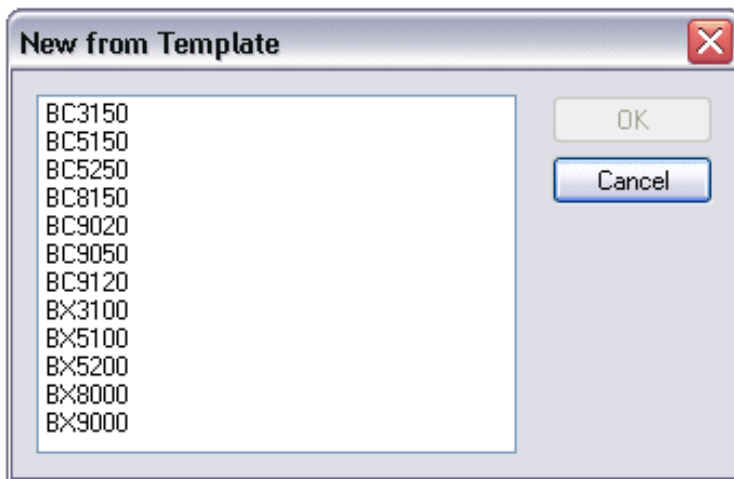 New from Template
BC3150
BC5150
BC5250
BC8150
BC9020
BC9050
BC9120
BX3100
BX5100
BX5200
BX8000
BX9000
OK
Cancel